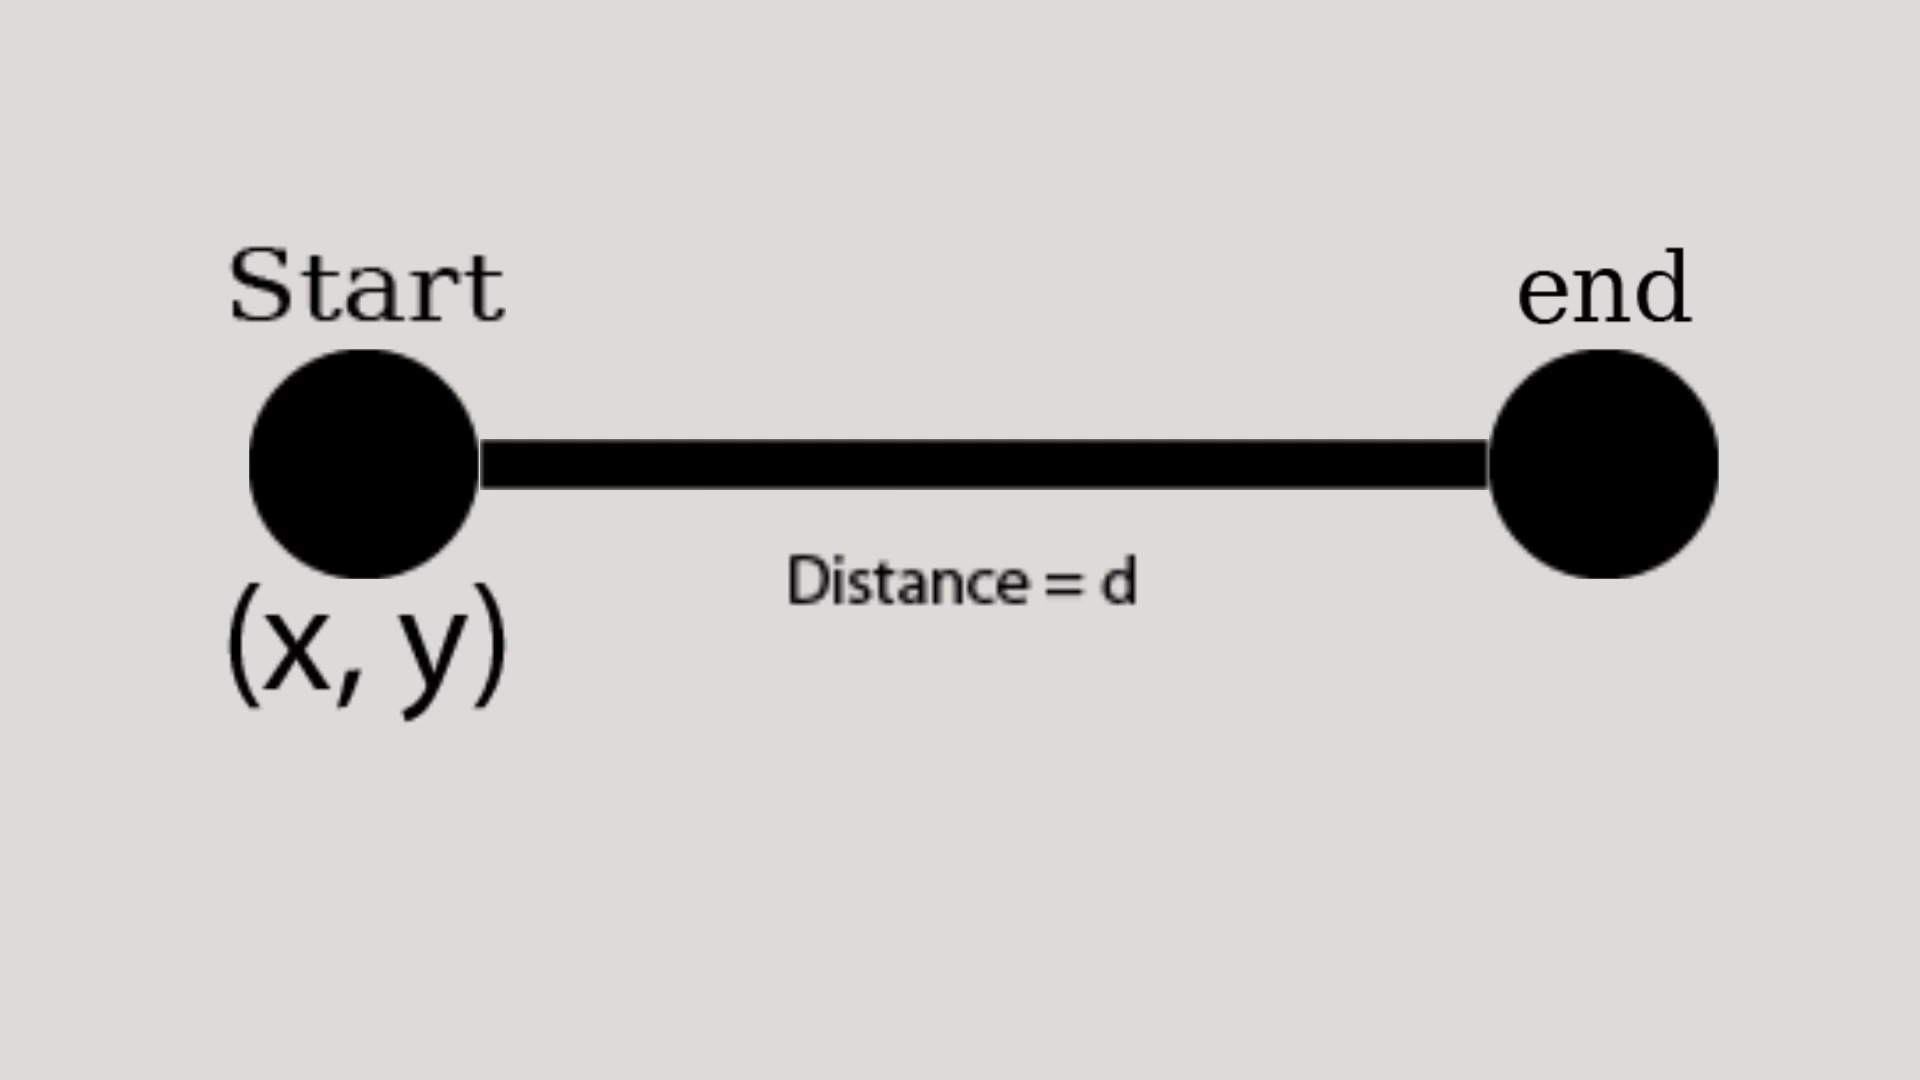 Start
end
Distance = d
(x, y)